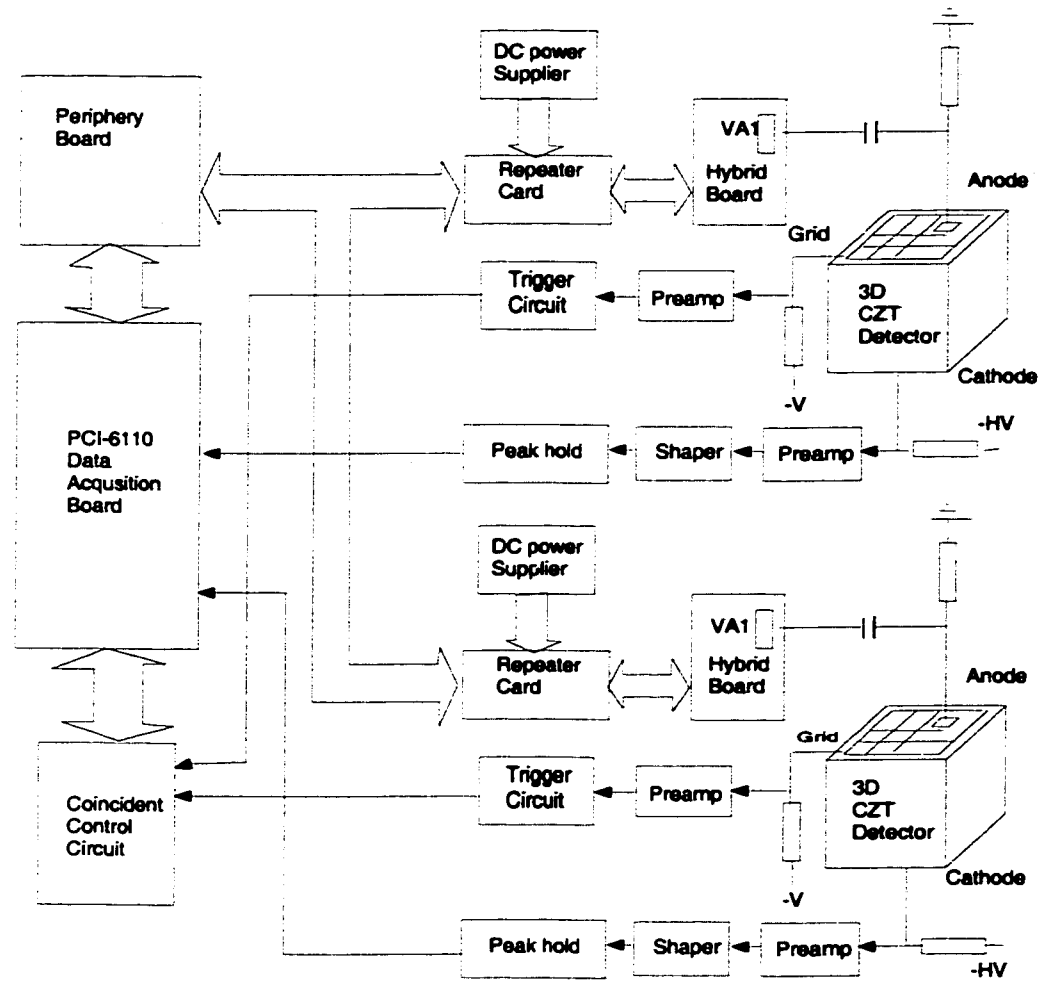 DC power
Supplier
Periphery
Board
VA1
Hybrid
Board
Repeater
Card
Anode
Grid
Trigger
Circuit
Preamp
3D
CZT
Detector
Cathode
-V
-HV
PCI-6110
Data
Acqusition
Board
Peak hold
Shaper
Preamp
DC power
Supplier
VA1
Hybrid
Board
Repeater
Card
Anode
Grid
Trigger
Circuit
Preamp
3D
CZT
Detector
Coincident
Control
Circuit
Cathode
-V
Peak hold
Shaper
Preamp
-HV